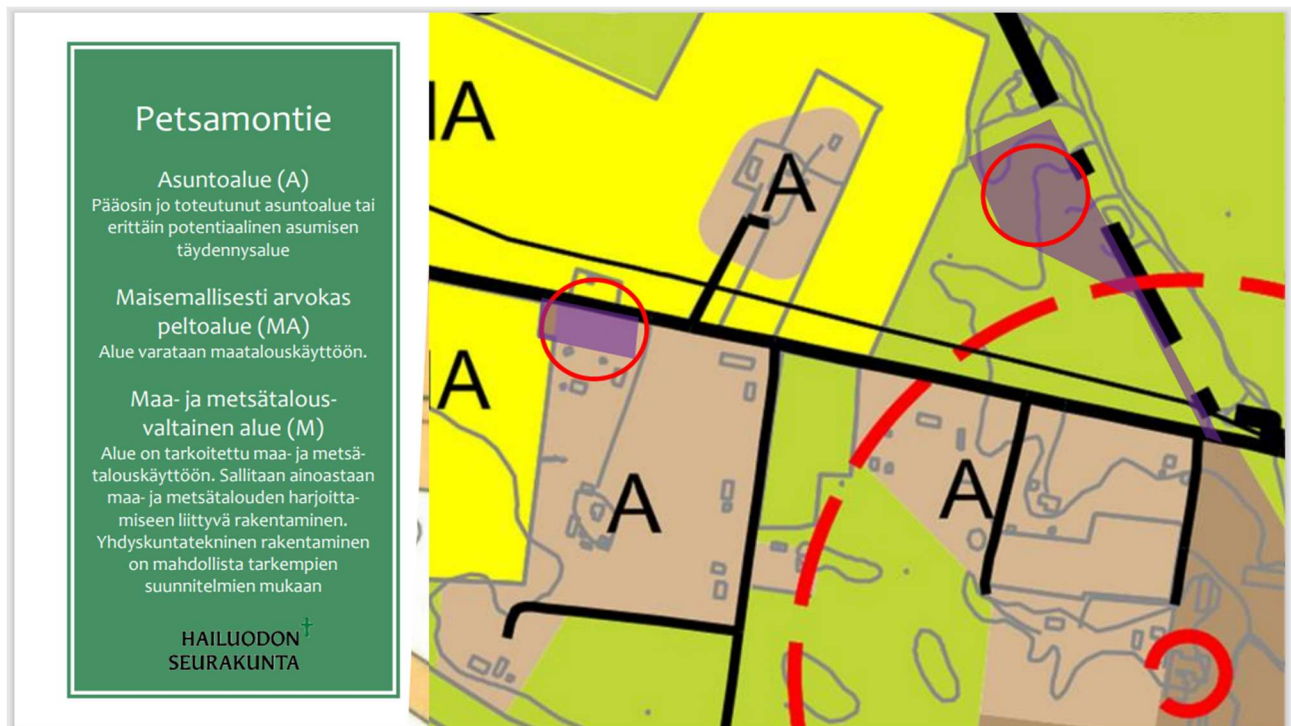 Petsamontie
Asuntoalue (A)
Pääosin jo toteutunut asuntoalue tai
erittäin potentiaalinen asumisen
täydennysalue
Maisemallisesti arvokas
peltoalue (MA)
Alue varataan maatalouskäyttöön.
Maa- ja metsätalous-
valtainen alue (M)
Alue on tarkoitettu maa- ja metsä-
talouskäyttöön. Sallitaan ainoastaan
maa- ja metsätalouden harjoitta-
miseen liittyvä rakentaminen.
Yhdyskuntatekninen rakentaminen
on mahdollista tarkempien
suunnitelmien mukaan
HAILUODON
SEURAKUNTA
A
A
A
A
A